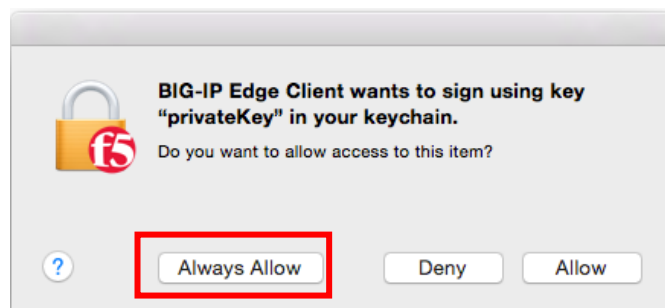 BIG-IP Edge Client wants to sign using key
“privateKey” in your keychain.
Do you want to allow access to this item?
f5
?
Always Allow
Deny
Allow